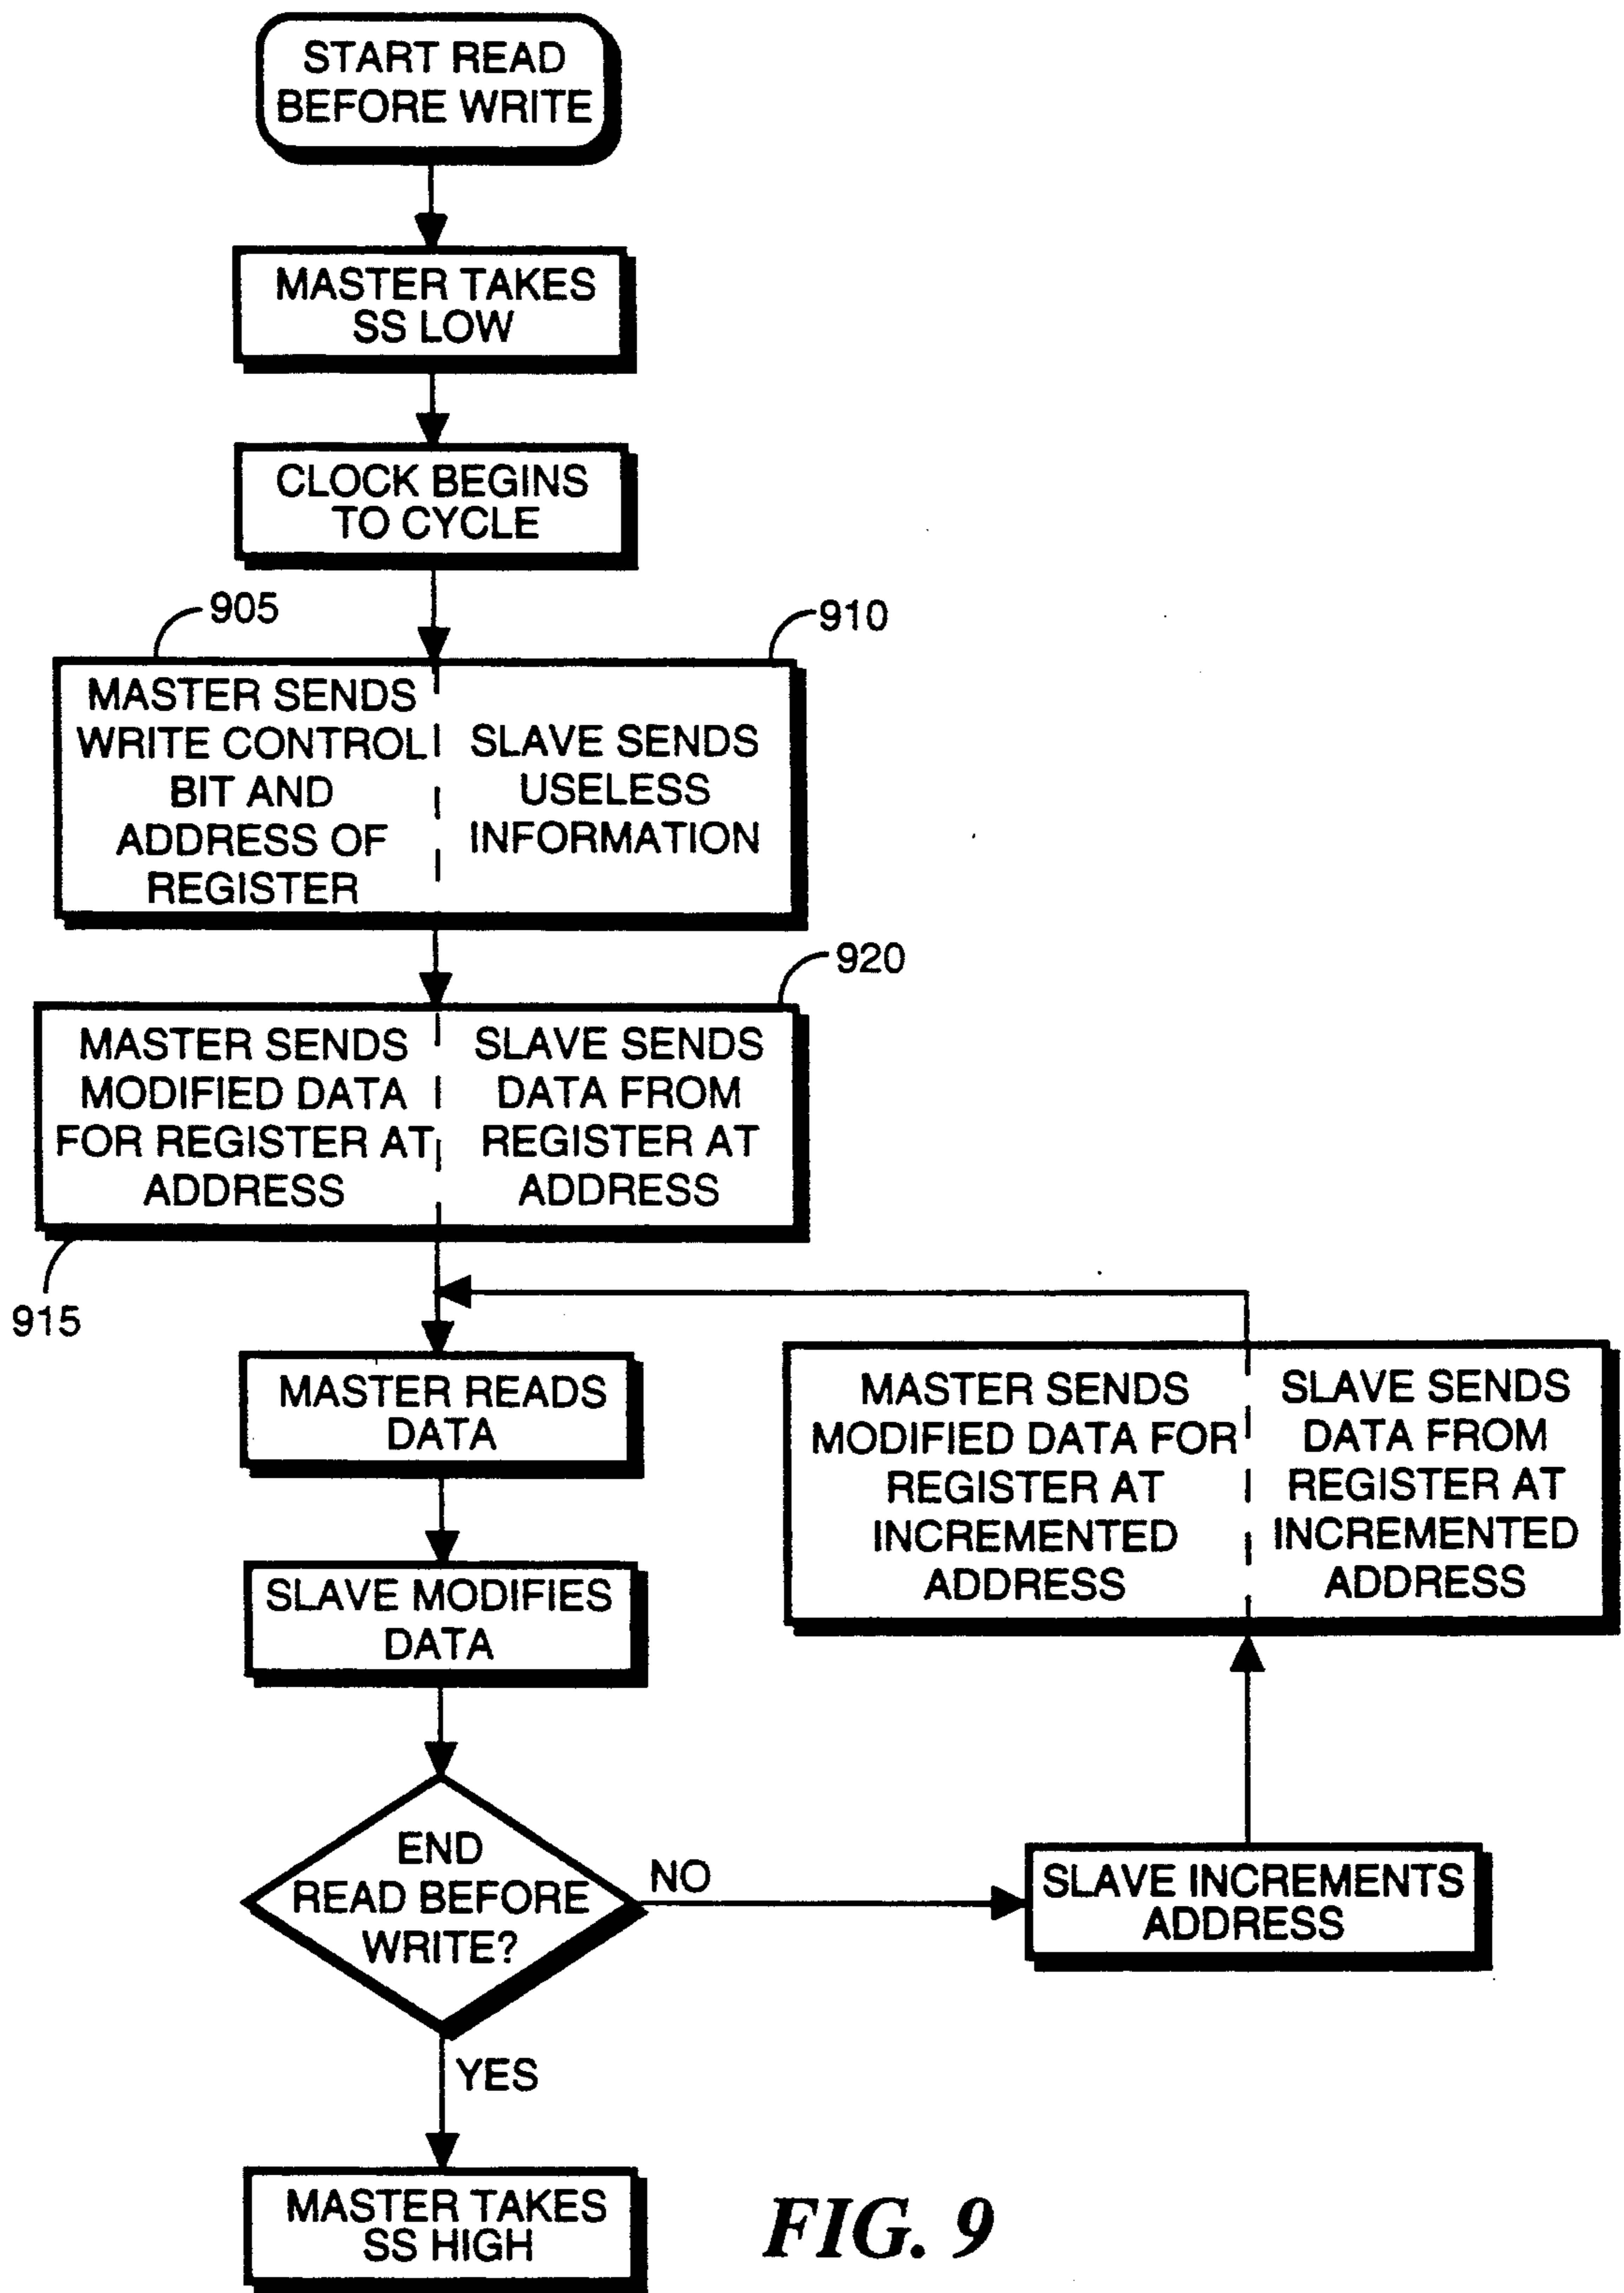 START READ
BEFORE WRITE
MASTER TAKES
SS LOW
CLOCK BEGINS
TO CYCLE
905
910
MASTER SENDS
WRITE CONTROL
BIT AND
ADDRESS OF
REGISTER
SLAVE SENDS
USELESS
INFORMATION
920
MASTER SENDS
MODIFIED DATA
FOR REGISTER AT
ADDRESS
SLAVE SENDS
DATA FROM
REGISTER AT
ADDRESS
915
MASTER READS
DATA
MASTER SENDS
MODIFIED DATA FOR
REGISTER AT
INCREMENTED
ADDRESS
SLAVE SENDS
DATA FROM
REGISTER AT
INCREMENTED
ADDRESS
SLAVE MODIFIES
DATA
END
READ BEFORE
WRITE?
NO
SLAVE INCREMENTS
ADDRESS
YES
MASTER TAKES
SS HIGH
FIG. 9